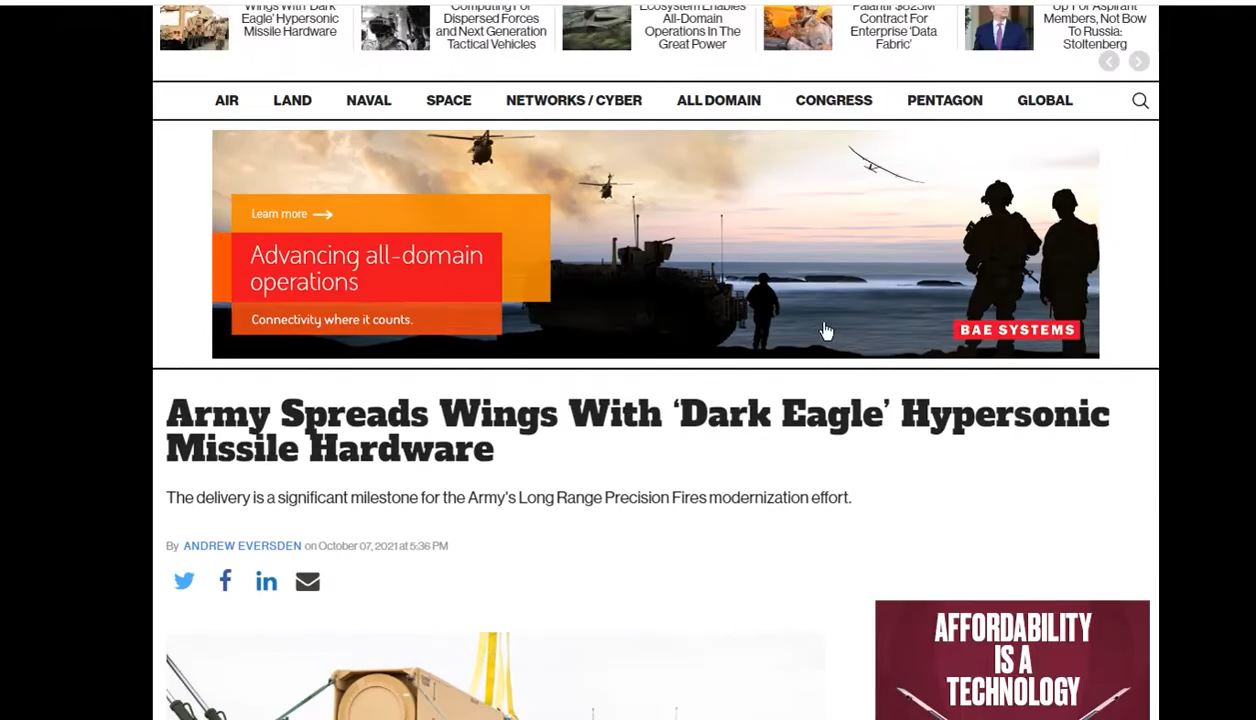 Wings With 'Dark
Eagle' Hypersonic
Missile Hardware
Computing For
Dispersed Forces
and Next Generation
Tactical Vehicles
Ecosystem Enables
All-Domain
Operations In The
Great Power
Palantir $823M
Contract For
Enterprise 'Data
Fabric'
Up For Aspirant
Members, Not Bow
To Russia:
Stoltenberg
AIR LAND NAVAL SPACE NETWORKS / CYBER ALL DOMAIN CONGRESS PENTAGON GLOBAL
Learn more
Advancing all-domain
operations
Connectivity where it counts.
BAE SYSTEMS
Army Spreads Wings With ‘Dark Eagle’ Hypersonic
Missile Hardware
The delivery is a significant milestone for the Army's Long Range Precision Fires modernization effort.
By ANDREW EVERSDEN on October 07, 2021 at 5:36 PM
AFFORDABILITY
IS A
TECHNOLOGY